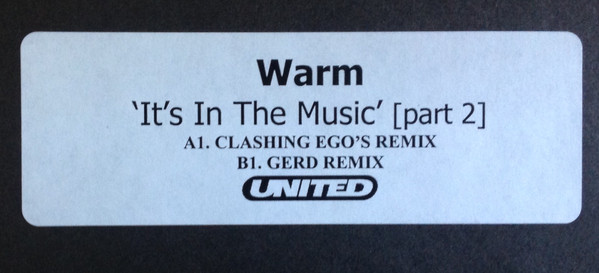 Warm
‘It’s In The Music’ [part 2]
A1. CLASHING EGO’S REMIX
B1. GERD REMIX
UNITED